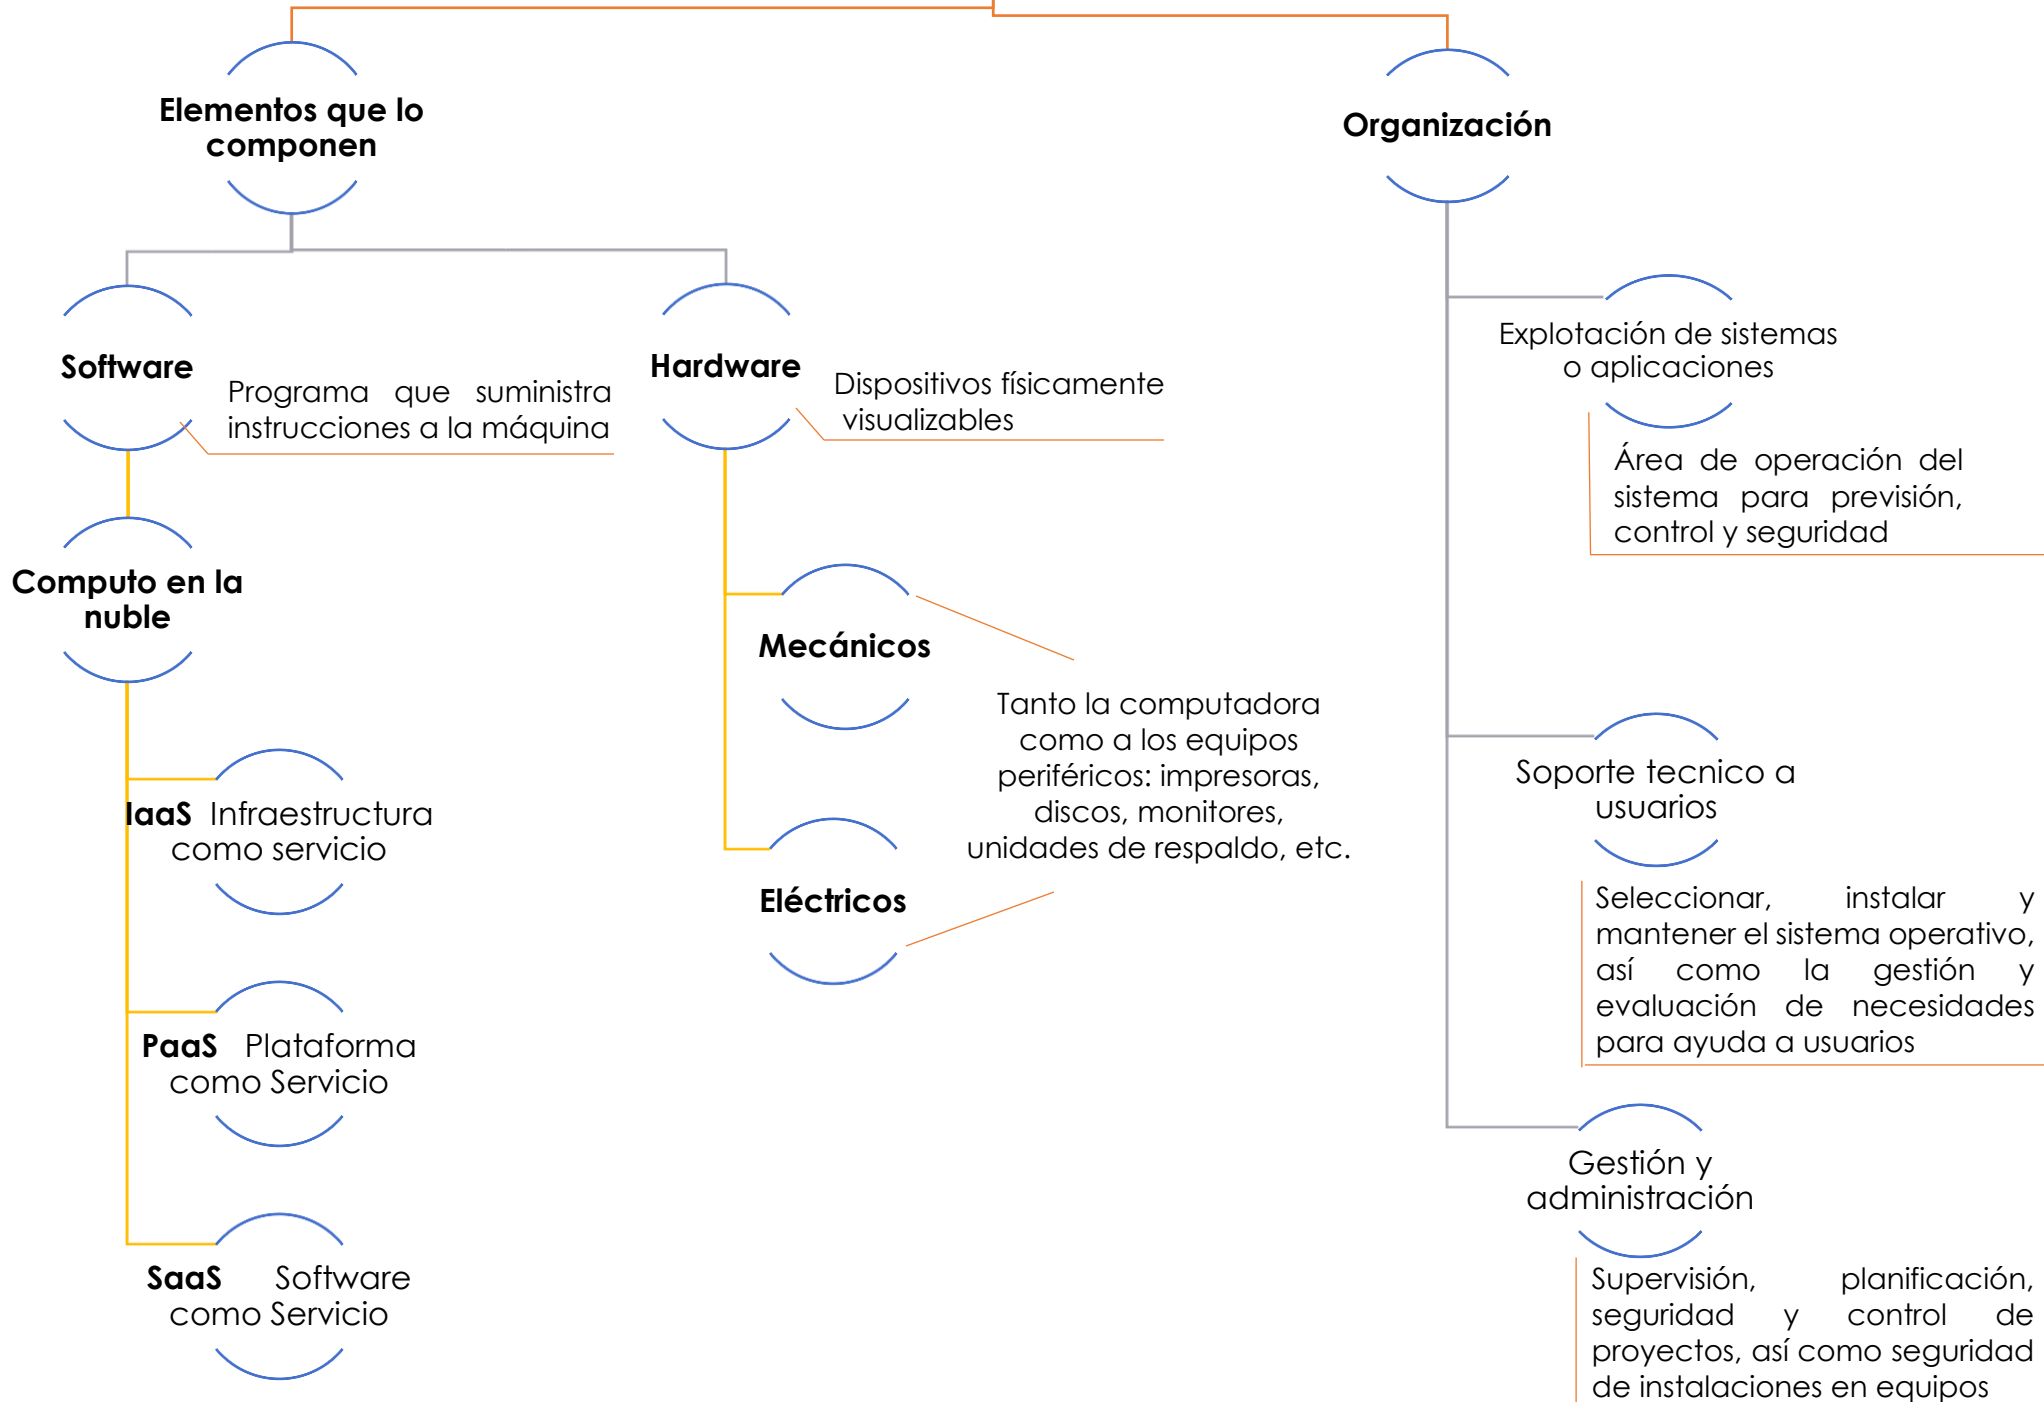 Elementos que lo
componen
Organización
Software
Programa que suministra
instrucciones a la máquina
Hardware
Dispositivos físicamente
visualizables
Explotación de sistemas
o aplicaciones
Área de operación del
sistema para previsión,
control y seguridad
Computo en la
nuble
Mecánicos
Tanto la computadora
como a los equipos
periféricos: impresoras,
discos, monitores,
unidades de respaldo, etc.
Eléctricos
IaaS Infraestructura
como servicio
PaaS Plataforma
como Servicio
SaaS Software
como Servicio
Soporte tecnico a
usuarios
Seleccionar, instalar y
mantener el sistema operativo,
así como la gestión y
evaluación de necesidades
para ayuda a usuarios
Gestión y
administración
Supervisión, planificación,
seguridad y control de
proyectos, así como seguridad
de instalaciones en equipos